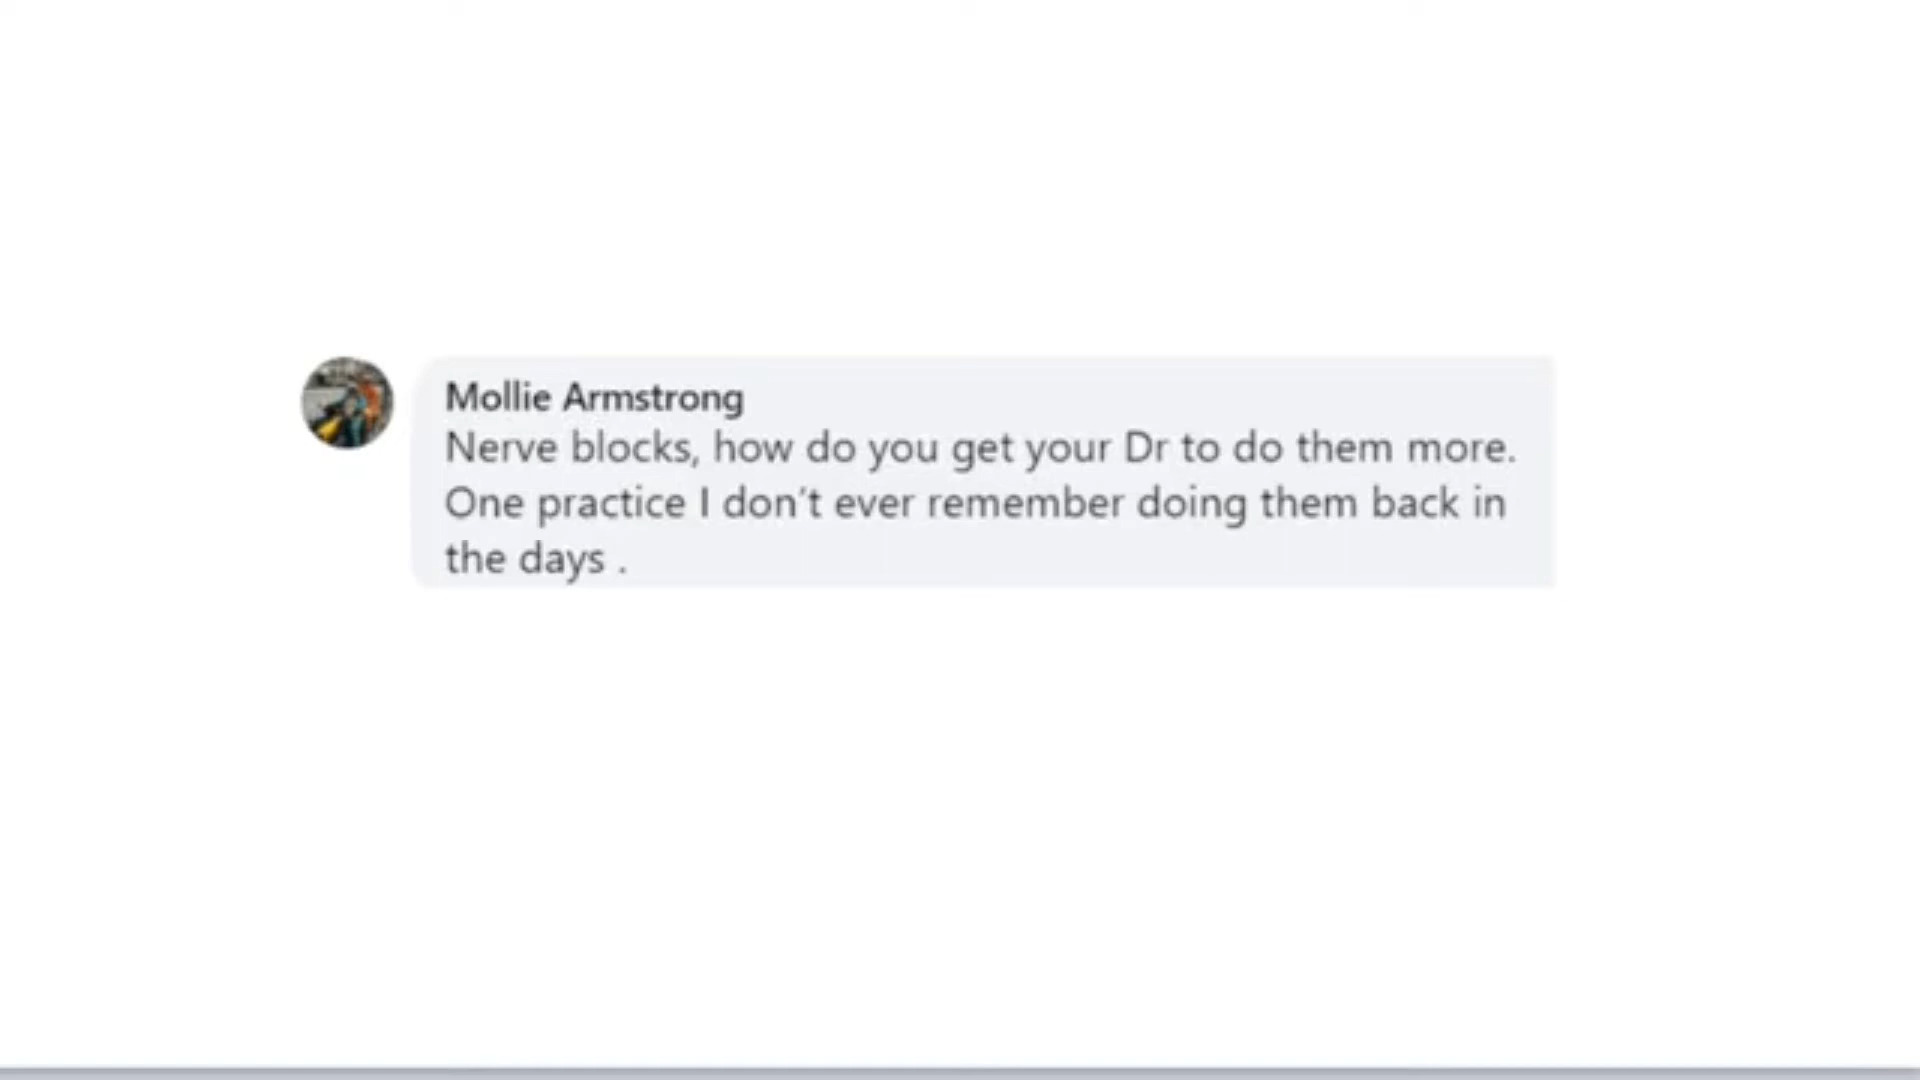 Mollie Armstrong
Nerve blocks, how do you get your Dr to do them more.
One practice I don't ever remember doing them back in
the days .